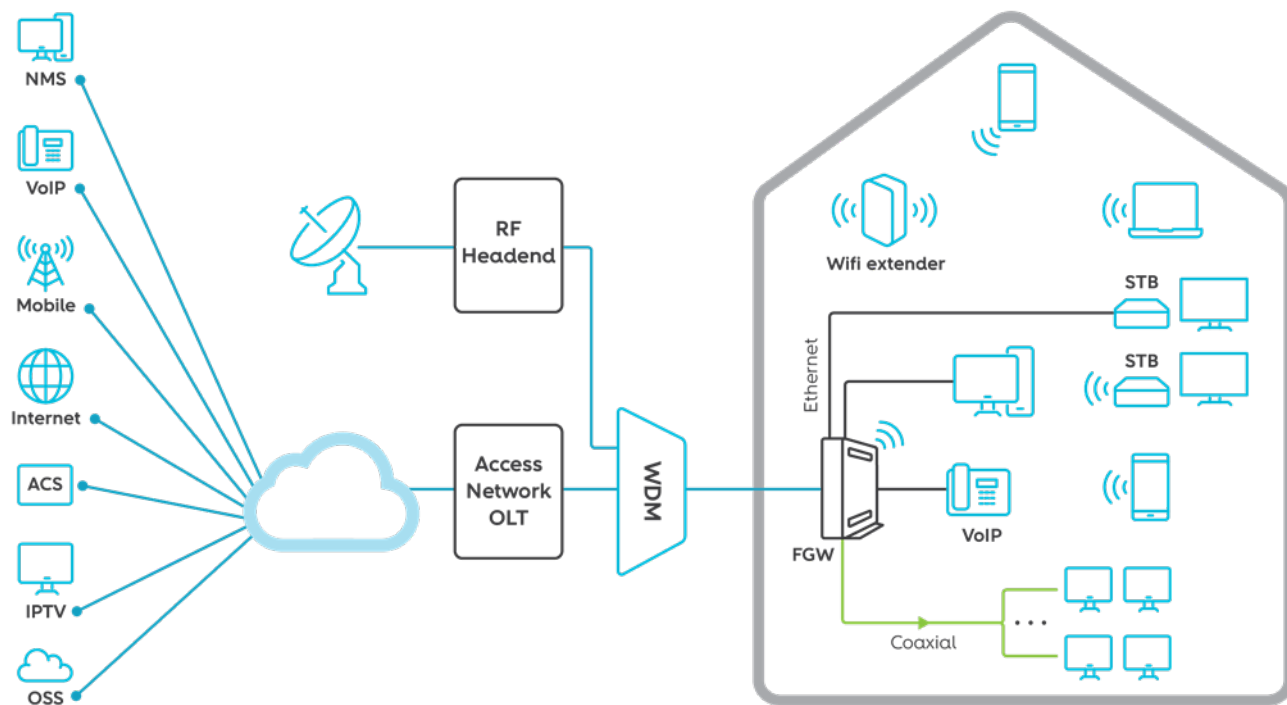 NMS
VoIP
Mobile
Internet
ACS
IPTV
OSS
RF
Headend
Access
Network
OLT
WDM
Wifi extender
STB
STB
Ethernet
VoIP
FGW
Coaxial